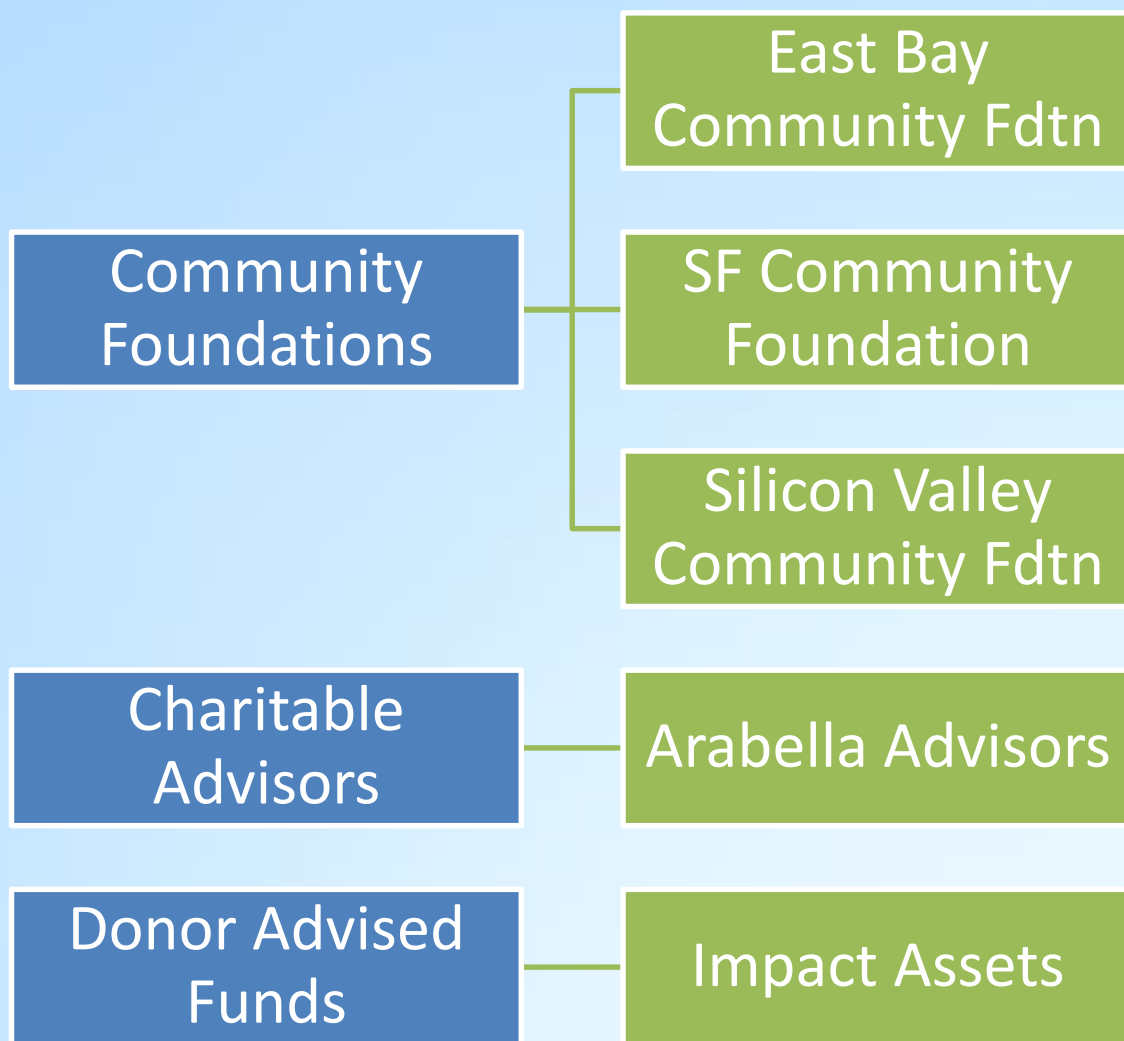 Community
Foundations
East Bay
Community Fdtn
SF Community
Foundation
Silicon Valley
Community Fdtn
Charitable
Advisors
Arabella Advisors
Donor Advised
Funds
Impact Assets